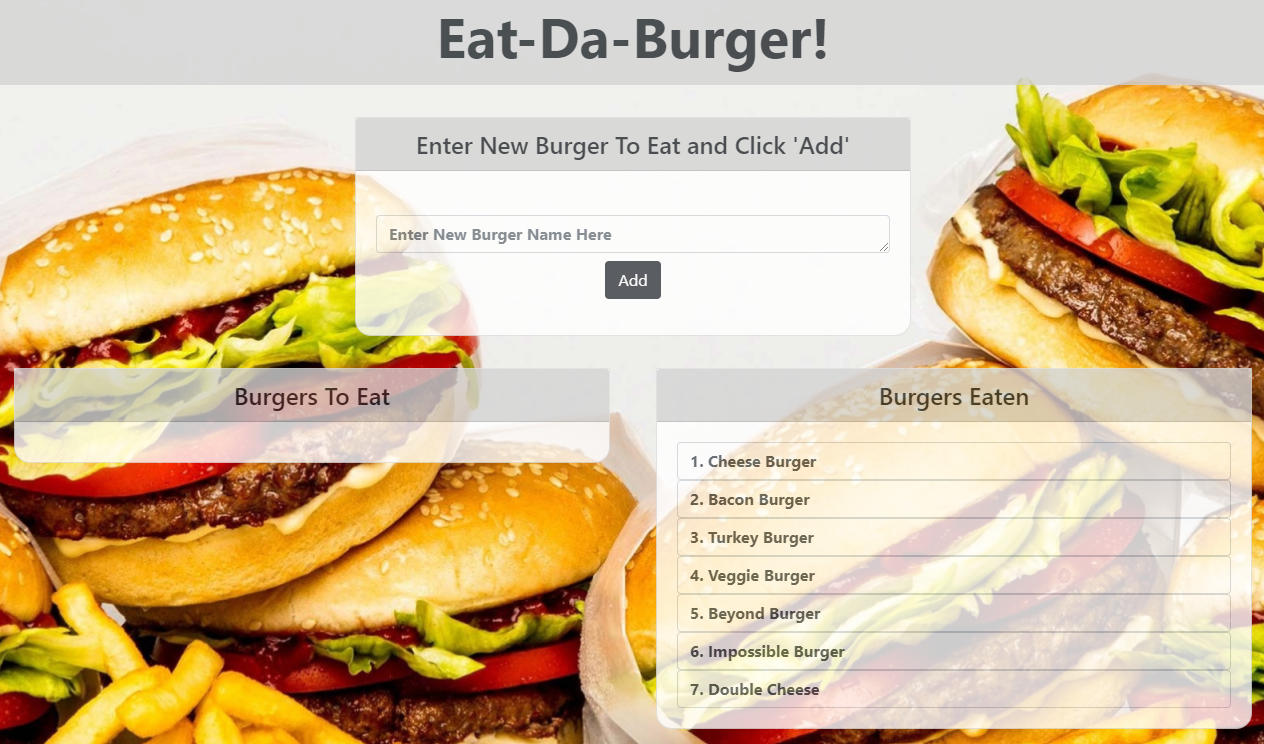 Eat-Da-Burger!
Enter New Burger To Eat and Click 'Add'
Enter New Burger Name Here
Add
Burgers To Eat
Burgers Eaten
1. Cheese Burger
2. Bacon Burger
3. Turkey Burger
4. Veggie Burger
5. Beyond Burger
6. Impossible Burger
7. Double Cheese